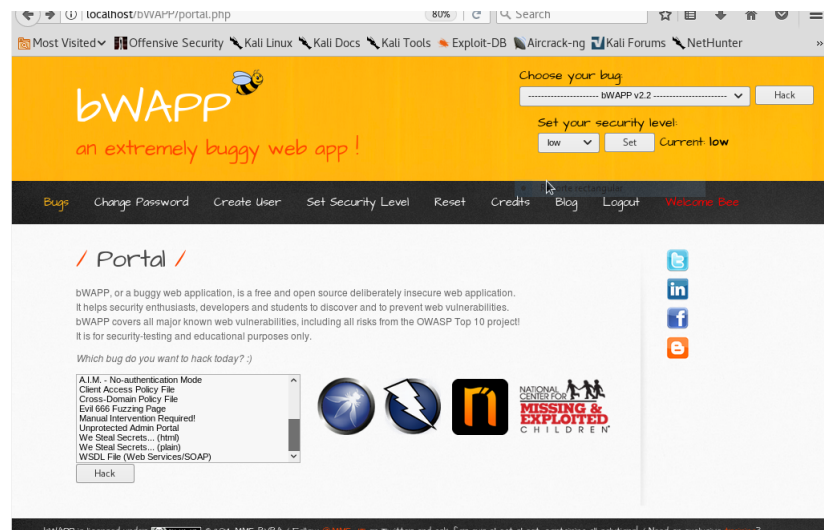 localhost/bWAPP/portal.php
80%
Search
Most Visited
Offensive Security
Kali Linux
Kali Docs
Kali Tools
Exploit-DB
Aircrack-ng
Kali Forums
NetHunter
»
bWAPP
an extremely buggy web app !
Choose your bug:
bWAPP v2.2
Hack
Set your security level:
low
Set
Current: low
Bugs
Change Password
Create User
Set Security Level
Reset
Credits
Blog
Logout
Welcome Bee
rectangular
/ Portal /
bWAPP, or a buggy web application, is a free and open source deliberately insecure web application.
It helps security enthusiasts, developers and students to discover and to prevent web vulnerabilities.
bWAPP covers all major known web vulnerabilities, including all risks from the OWASP Top 10 project!
It is for security-testing and educational purposes only.
Which bug do you want to hack today? :)
A.I.M. - No-authentication Mode
Client Access Policy File
Cross-Domain Policy File
Evil 666 Fuzzing Page
Manual Intervention Required!
Unprotected Admin Portal
We Steal Secrets... (html)
We Steal Secrets... (plain)
WSDL File (Web Services/SOAP)
Hack
NATIONAL
CENTER FOR
MISSING &
EXPLOITED
CHILDREN